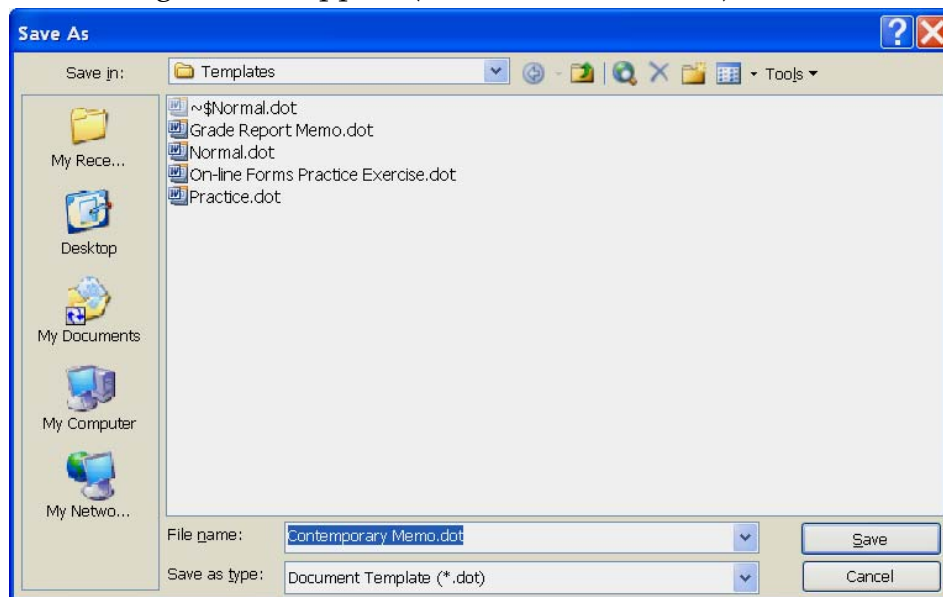 Save As
Save in:
Templates
Tools
~$Normal.dot
Grade Report Memo.dot
Normal.dot
On-line Forms Practice Exercise.dot
Practice.dot
My Rece...
Desktop
My Documents
My Computer
My Netwo...
File name:
Contemporary Memo.dot
Save
Save as type:
Document Template (*.dot)
Cancel